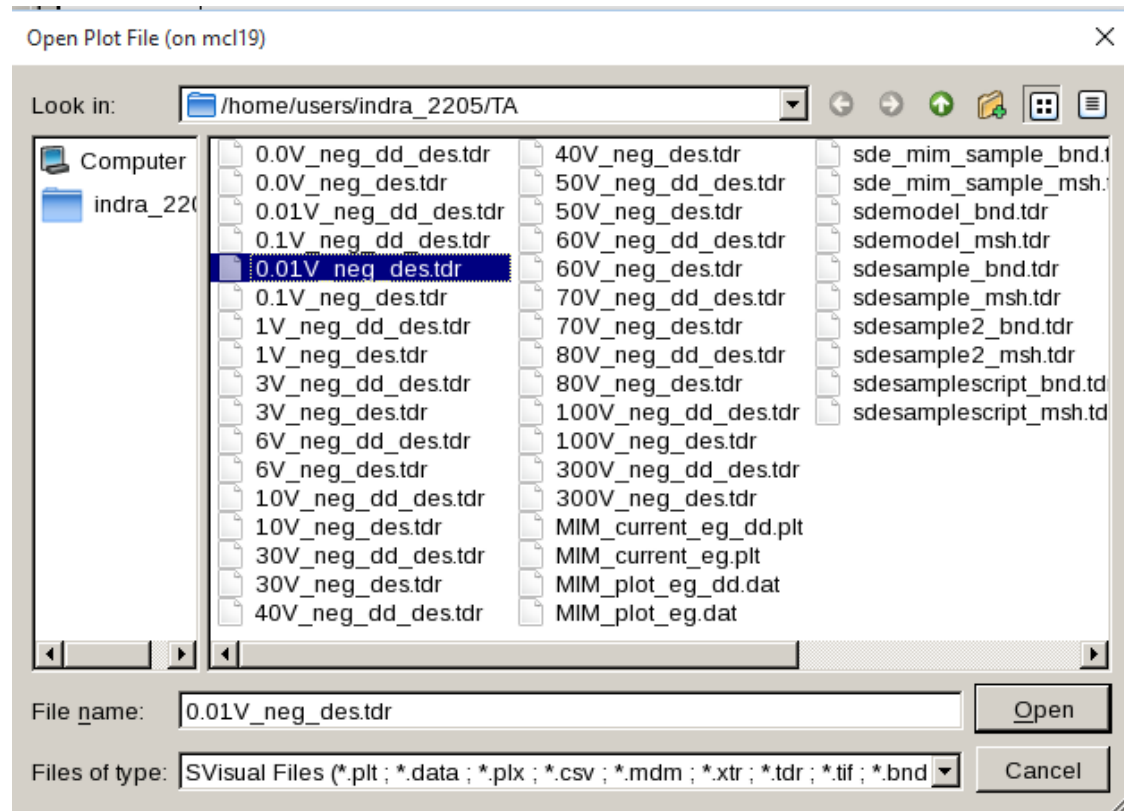 Open Plot File (on mcl19)
Look in:
/home/users/indra_2205/TA
Computer
indra_220
0.0V_neg_dd_des.tdr
0.0V_neg_des.tdr
0.01V_neg_dd_des.tdr
0.1V_neg_dd_des.tdr
0.01V_neg_des.tdr
0.1V_neg_des.tdr
1V_neg_dd_des.tdr
1V_neg_des.tdr
3V_neg_dd_des.tdr
3V_neg_des.tdr
6V_neg_dd_des.tdr
6V_neg_des.tdr
10V_neg_dd_des.tdr
10V_neg_des.tdr
30V_neg_dd_des.tdr
30V_neg_des.tdr
40V_neg_dd_des.tdr
40V_neg_des.tdr
50V_neg_dd_des.tdr
50V_neg_des.tdr
60V_neg_dd_des.tdr
60V_neg_des.tdr
70V_neg_dd_des.tdr
70V_neg_des.tdr
80V_neg_dd_des.tdr
80V_neg_des.tdr
100V_neg_dd_des.tdr
100V_neg_des.tdr
300V_neg_dd_des.tdr
300V_neg_des.tdr
MIM_current_eg_dd.plt
MIM_current_eg.plt
MIM_plot_eg_dd.dat
MIM_plot_eg.dat
sde_mim_sample_bnd.t
sde_mim_sample_msh.t
sdemodel_bnd.tdr
sdemodel_msh.tdr
sdesample_bnd.tdr
sdesample_msh.tdr
sdesample2_bnd.tdr
sdesample2_msh.tdr
sdesamplescript_bnd.td
sdesamplescript_msh.td
File name:
0.01V_neg_des.tdr
Open
Files of type:
SVisual Files (*.plt ; *.data ; *.plx ; *.csv ; *.mdm ; *.xtr ; *.tdr ; *.tif ; *.bnd
Cancel